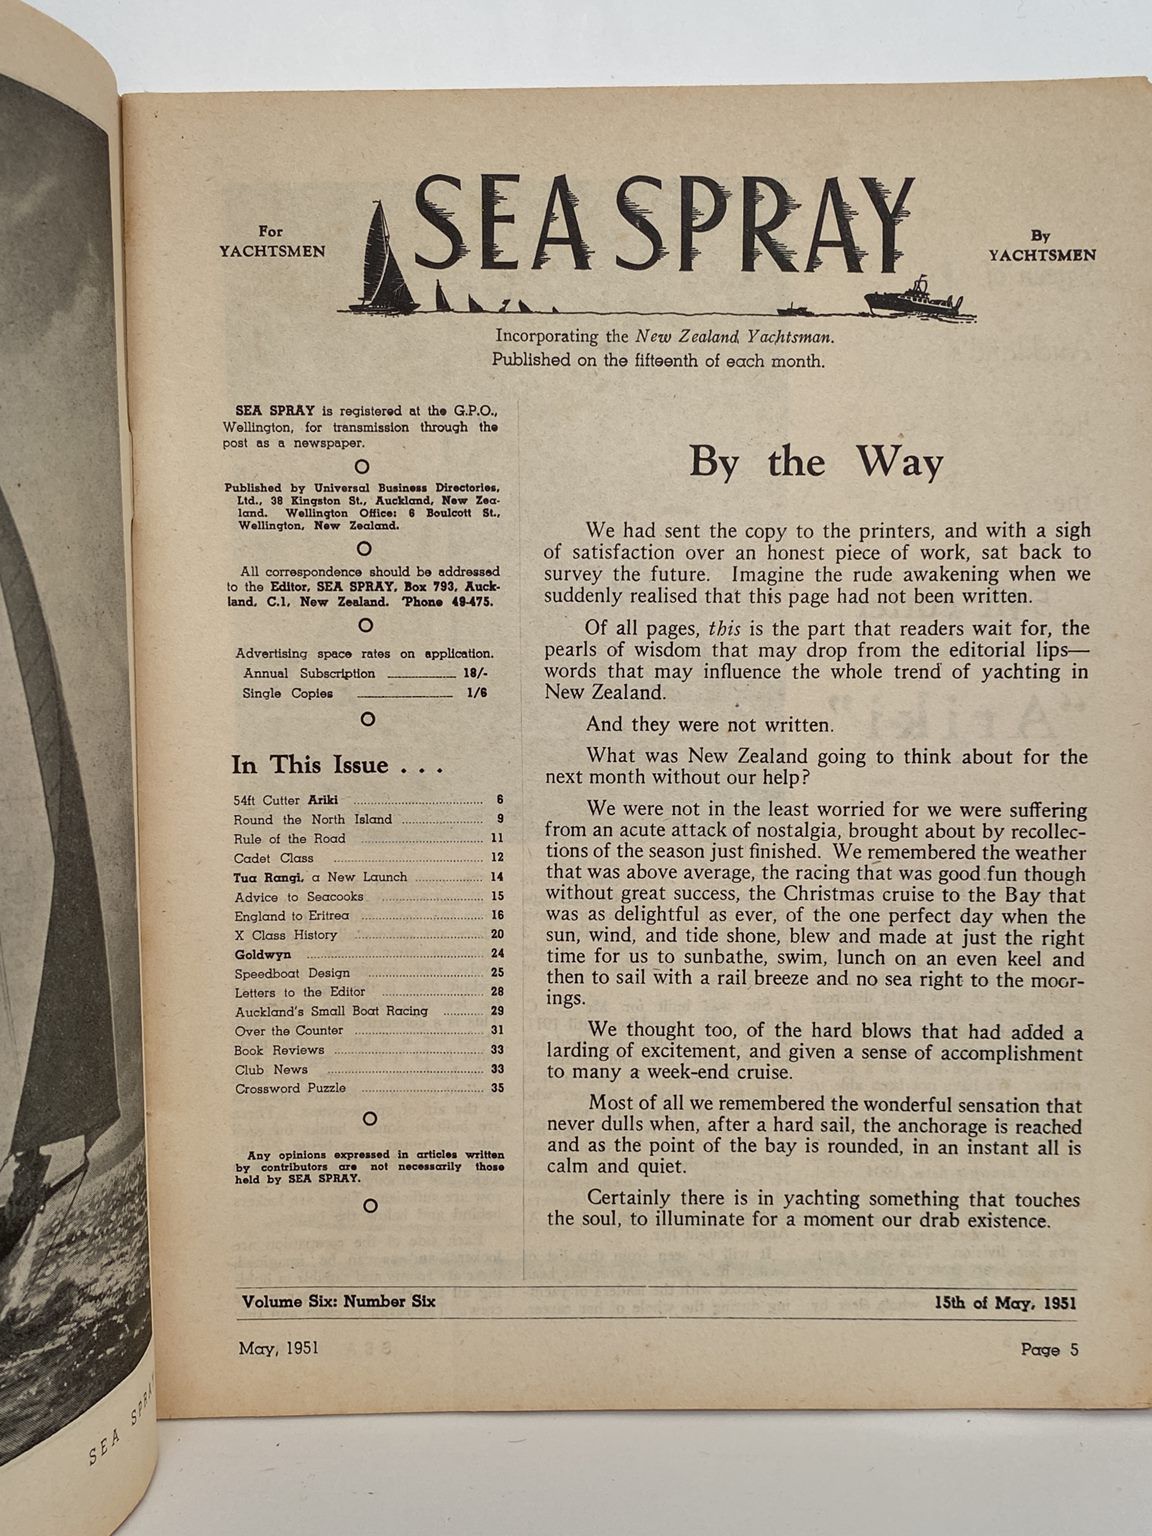 For
YACHTSMEN
SEA SPRAY
By
YACHTSMEN
Incorporating the New Zealand Yachtsman.
Published on the fifteenth of each month.
SEA SPRAY is registered at the G.P.O.,
Wellington, for transmission through the
post as a newspaper.
Published by Universal Business Directories,
Ltd., 38 Kingston St., Auckland, New Zea-
land. Wellington Office: 6 Boulcott St.,
Wellington, New Zealand.
All correspondence should be addressed
to the Editor, SEA SPRAY, Box 793, Auck-
land, C.1, New Zealand. 'Phone 49-475.
Advertising space rates on application.
Annual Subscription 18/-
Single Copies 1/6
In This Issue . . .
54ft Cutter Ariki 6
Round the North Island 9
Rule of the Road 11
Cadet Class 12
Tua Rangi, a New Launch 14
Advice to Seacooks 15
England to Eritrea 16
X Class History 20
Goldwyn 24
Speedboat Design 25
Letters to the Editor 28
Auckland's Small Boat Racing 29
Over the Counter 31
Book Reviews 33
Club News 33
Crossword Puzzle 35
Any opinions expressed in articles written
by contributors are not necessarily those
held by SEA SPRAY.
By the Way
We had sent the copy to the printers, and with a sigh
of satisfaction over an honest piece of work, sat back to
survey the future. Imagine the rude awakening when we
suddenly realised that this page had not been written.
Of all pages, this is the part that readers wait for, the
pearls of wisdom that may drop from the editorial lips—
words that may influence the whole trend of yachting in
New Zealand.
And they were not written.
What was New Zealand going to think about for the
next month without our help?
We were not in the least worried for we were suffering
from an acute attack of nostalgia, brought about by recollec-
tions of the season just finished. We remembered the weather
that was above average, the racing that was good fun though
without great success, the Christmas cruise to the Bay that
was as delightful as ever, of the one perfect day when the
sun, wind, and tide shone, blew and made at just the right
time for us to sunbathe, swim, lunch on an even keel and
then to sail with a rail breeze and no sea right to the moor-
ings.
We thought too, of the hard blows that had added a
larding of excitement, and given a sense of accomplishment
to many a week-end cruise.
Most of all we remembered the wonderful sensation that
never dulls when, after a hard sail, the anchorage is reached
and as the point of the bay is rounded, in an instant all is
calm and quiet.
Certainly there is in yachting something that touches
the soul, to illuminate for a moment our drab existence.
Volume Six: Number Six
15th of May, 1951
May, 1951
Page 5
SEA SPRAY